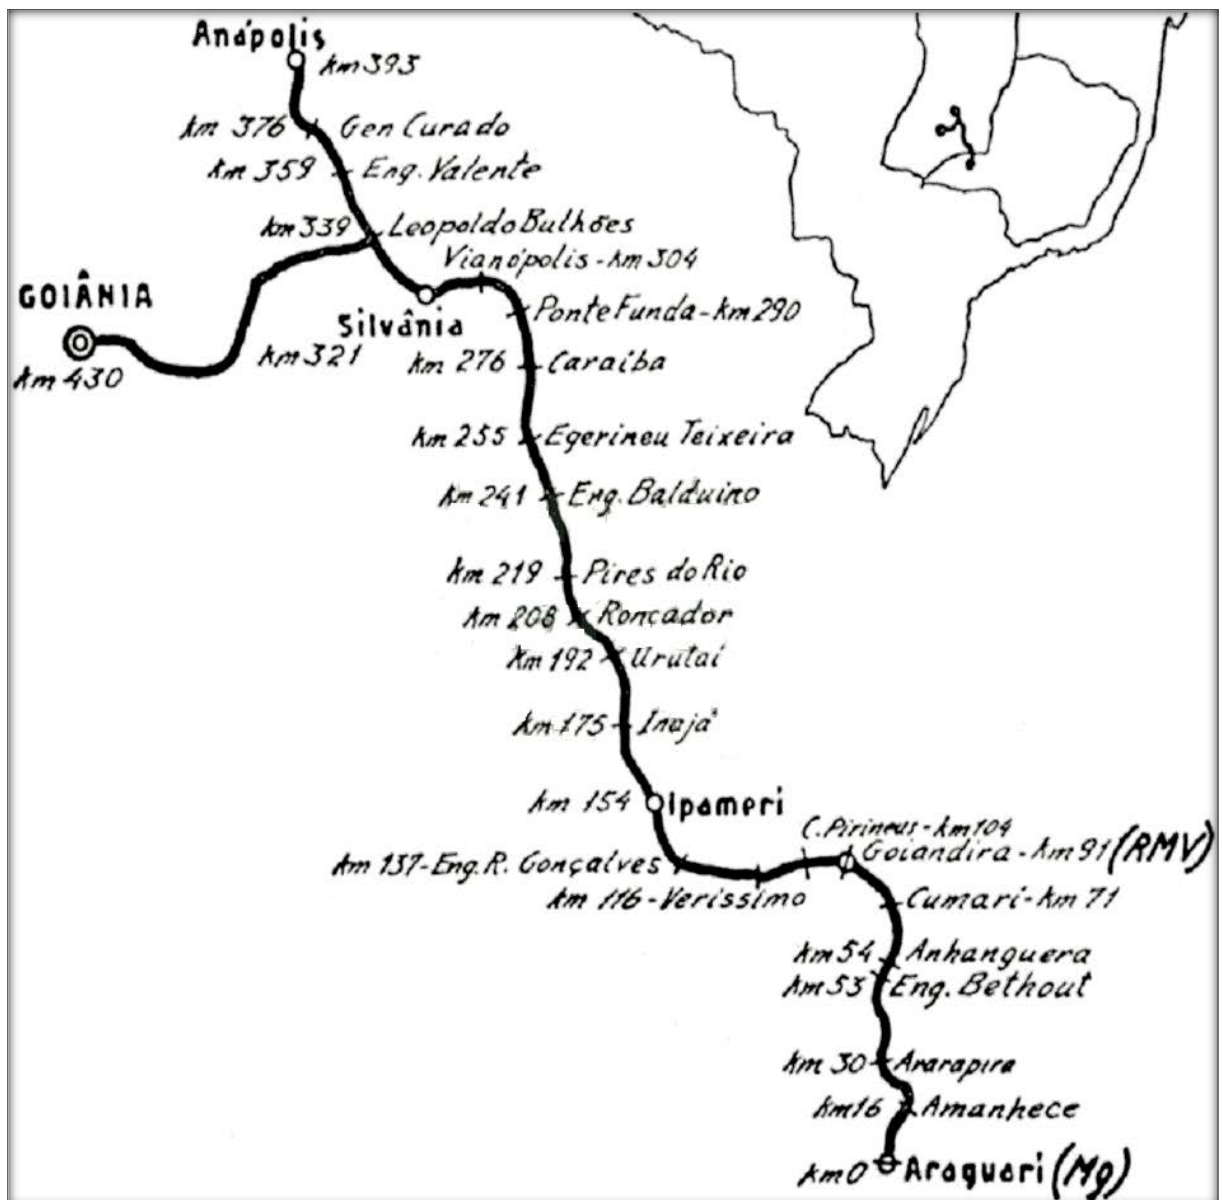 Anápolis
km 393
km 376 Gen Curado
km 359 Eng. Valente
km 339 Leopoldo Bulhões
Vianópolis - km 304
GOIÂNIA
Ponte Funda - km 290
Silvânia
km 321
km 276 Caraiba
km 430
km 255 Egerineu Teixeira
km 241 Eng. Balduino
km 219 Pires do Rio
km 208 Roncador
km 192 Urutaí
km 175 Inajá
km 154 Ipameri
C. Pirineus - km 104
Goiandira - km 91 (RMV)
km 137 - Eng. R. Gonçalves
km 116 - Verissimo
Cumari - km 71
km 54 Anhanguera
km 53 Eng. Bethout
km 30 Ararapira
km 16 Amanhece
km 0 Araguari (Mg)